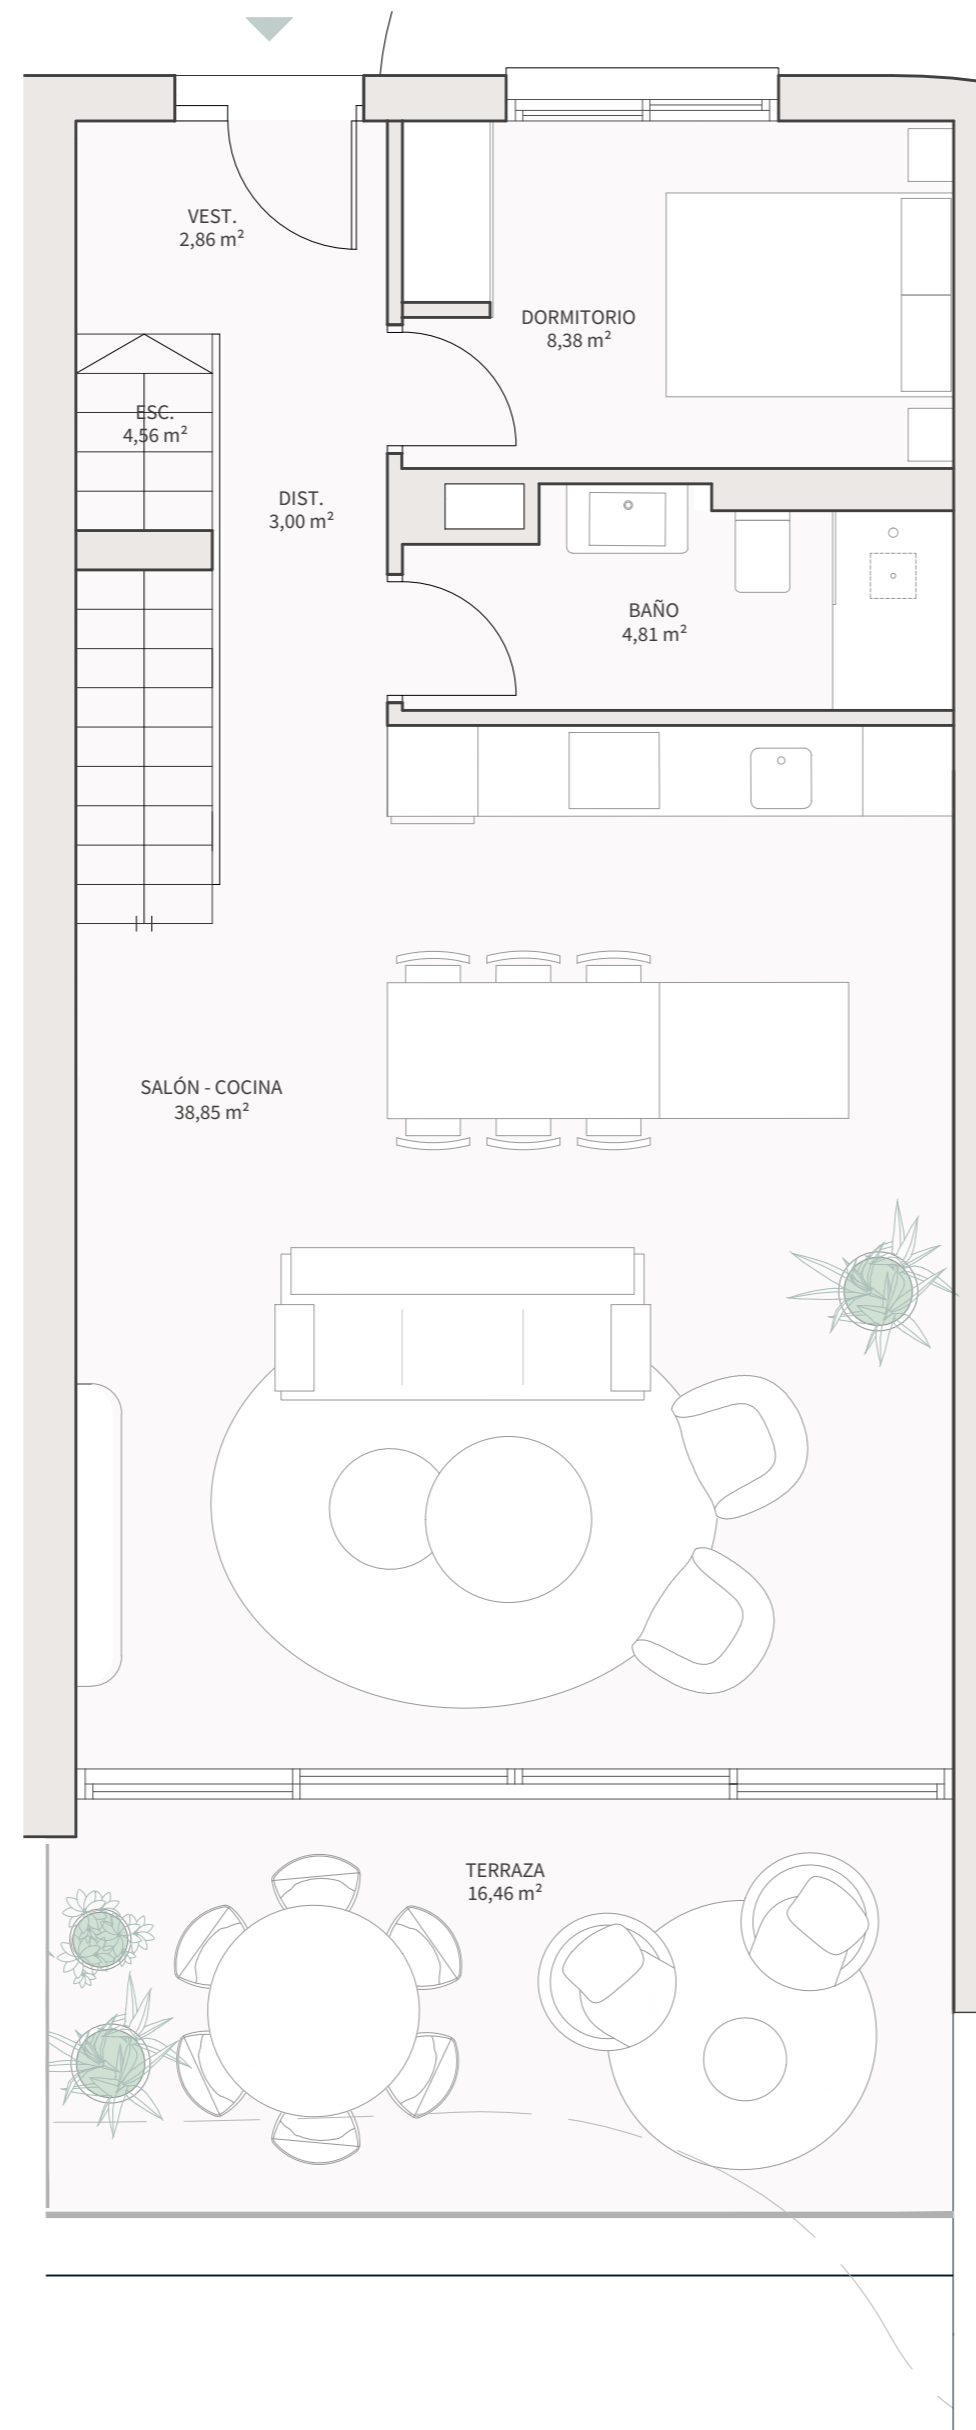 VEST.
2,86 m²
DORMITORIO
8,38 m²
ESC.
4,56 m²
DIST.
3,00 m²
BAÑO
4,81 m²
SALÓN - COCINA
38,85 m²
TERRAZA
16,46 m²